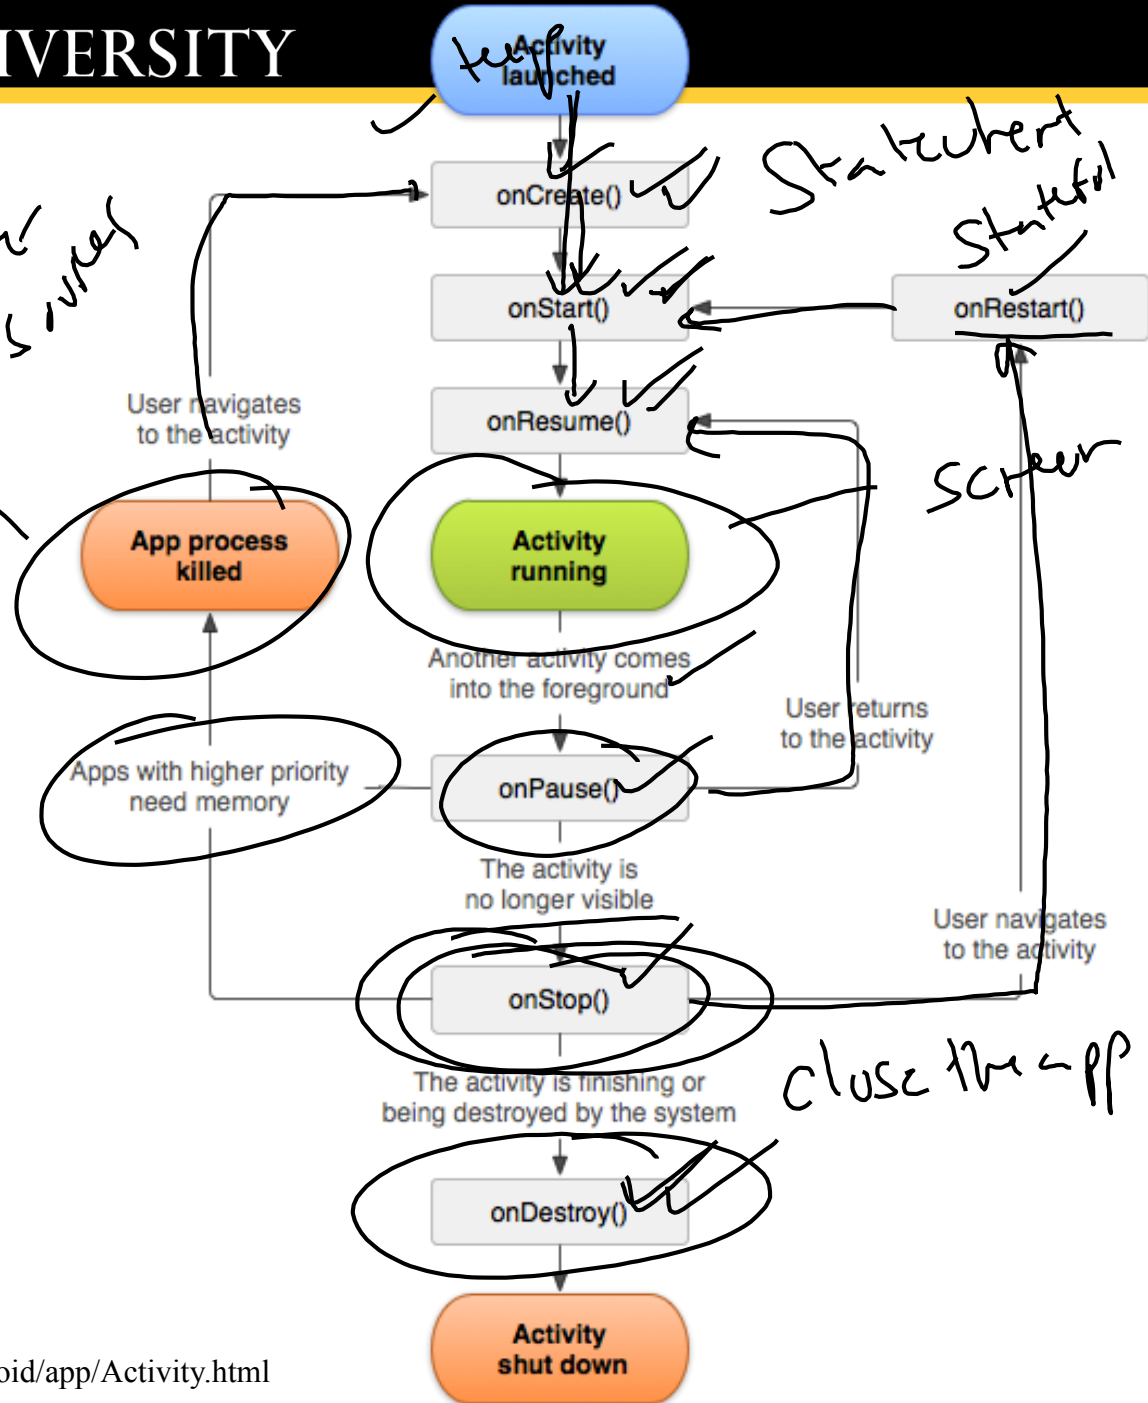 IVERSITY
Activity
launched
onCreate()
Stateful
onStart()
onRestart()
onResume()
User navigates
to the activity
screen
App process
killed
Activity
running
Another activity comes
into the foreground
User returns
to the activity
Apps with higher priority
need memory
onPause()
The activity is
no longer visible
User navigates
to the activity
onStop()
close the app
The activity is finishing or
being destroyed by the system
onDestroy()
Activity
shut down
oid/app/Activity.html